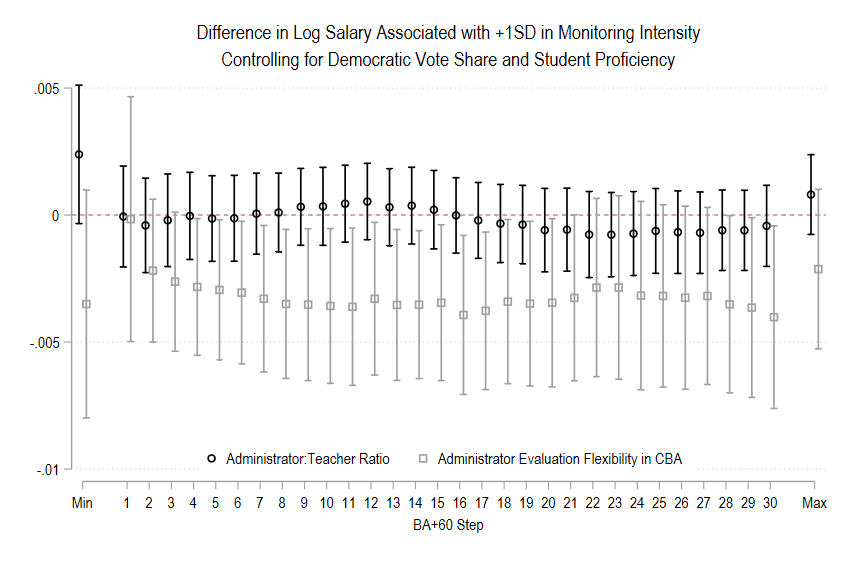 Difference in Log Salary Associated with +1SD in Monitoring Intensity
Controlling for Democratic Vote Share and Student Proficiency
.005
0
-.005
-.01
Administrator:Teacher Ratio
Administrator Evaluation Flexibility in CBA
Min 1 2 3 4 5 6 7 8 9 10 11 12 13 14 15 16 17 18 19 20 21 22 23 24 25 26 27 28 29 30 Max
BA+60 Step